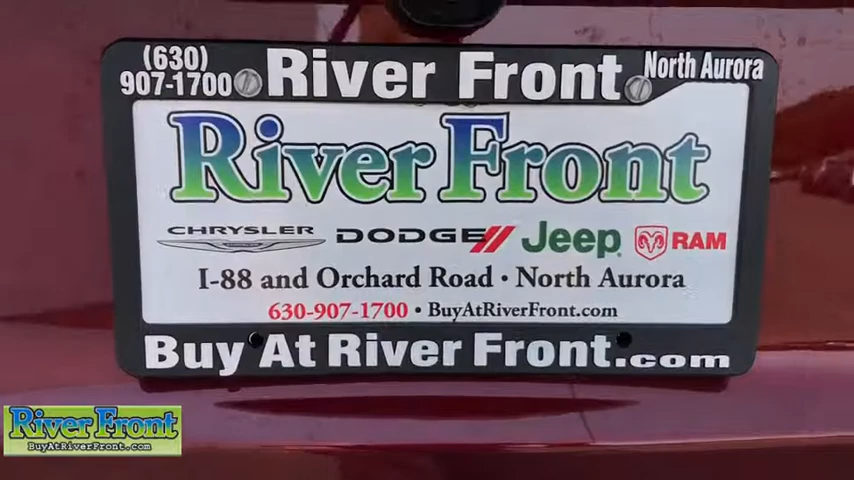 (630)
907-1700
River Front
North Aurora
River Front
CHRYSLER DODGE Jeep RAM
I-88 and Orchard Road • North Aurora
630-907-1700 • BuyAtRiverFront.com
Buy At River Front.com
River Front
BuyAtRiverFront.com